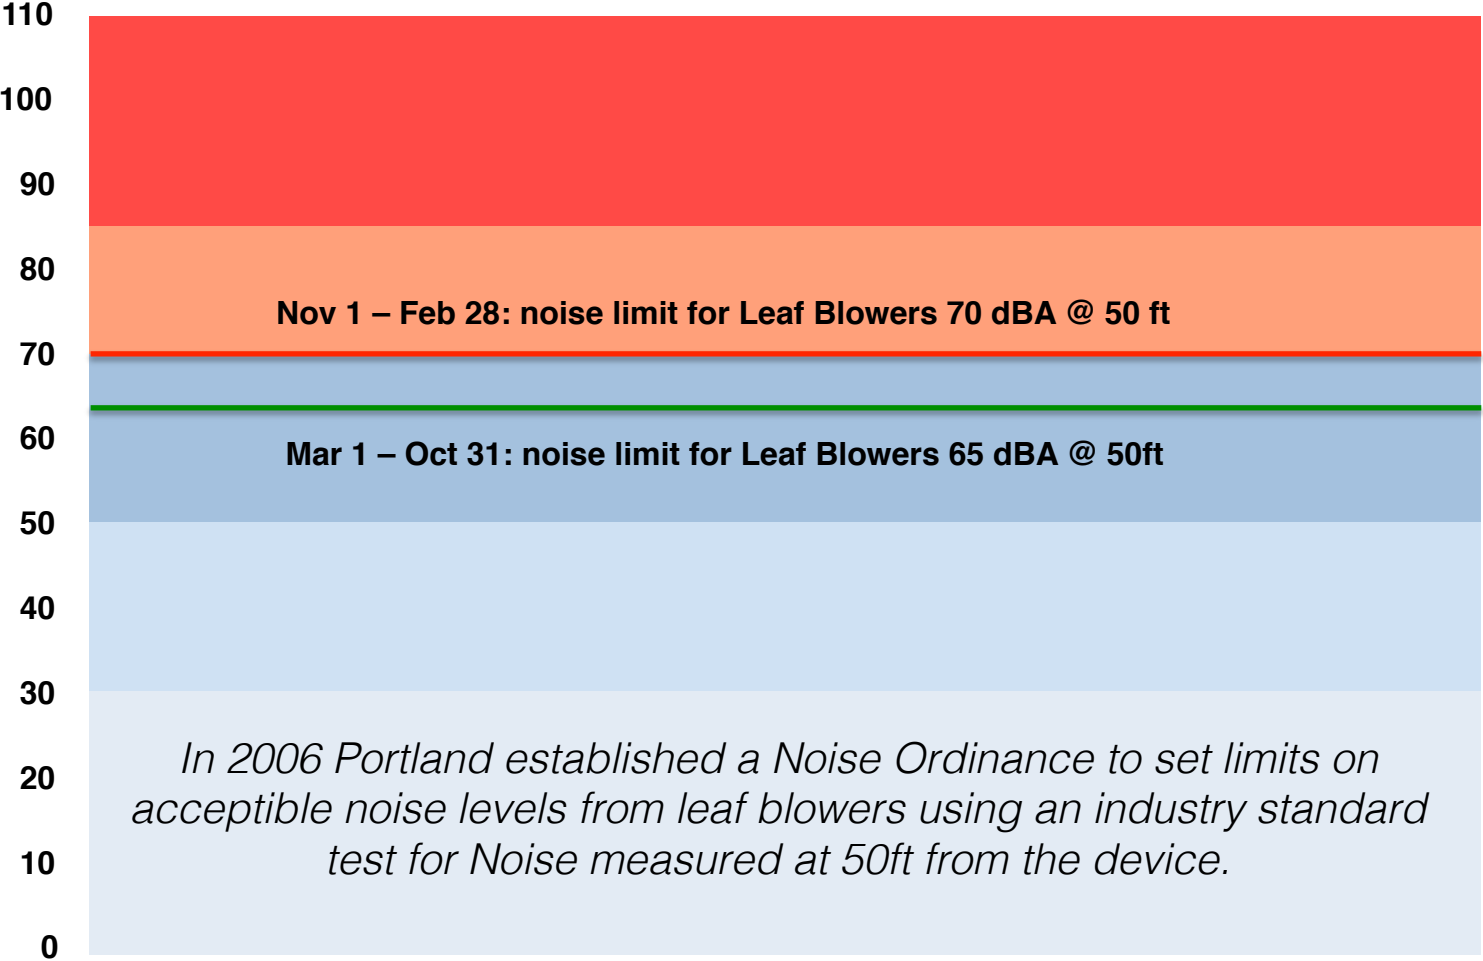 110
100
90
80
Nov 1 – Feb 28: noise limit for Leaf Blowers 70 dBA @ 50 ft
70
60
Mar 1 – Oct 31: noise limit for Leaf Blowers 65 dBA @ 50ft
50
40
30
In 2006 Portland established a Noise Ordinance to set limits on
20
acceptible noise levels from leaf blowers using an industry standard
test for Noise measured at 50ft from the device.
10
0